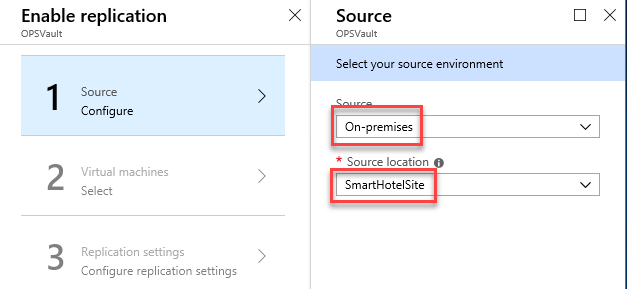 Enable replication
OPSVault
1
Source
Configure
2
Virtual machines
Select
3
Replication settings
Configure replication settings
Source
OPSVault
Select your source environment
Source
On-premises
* Source location
SmartHotelSite